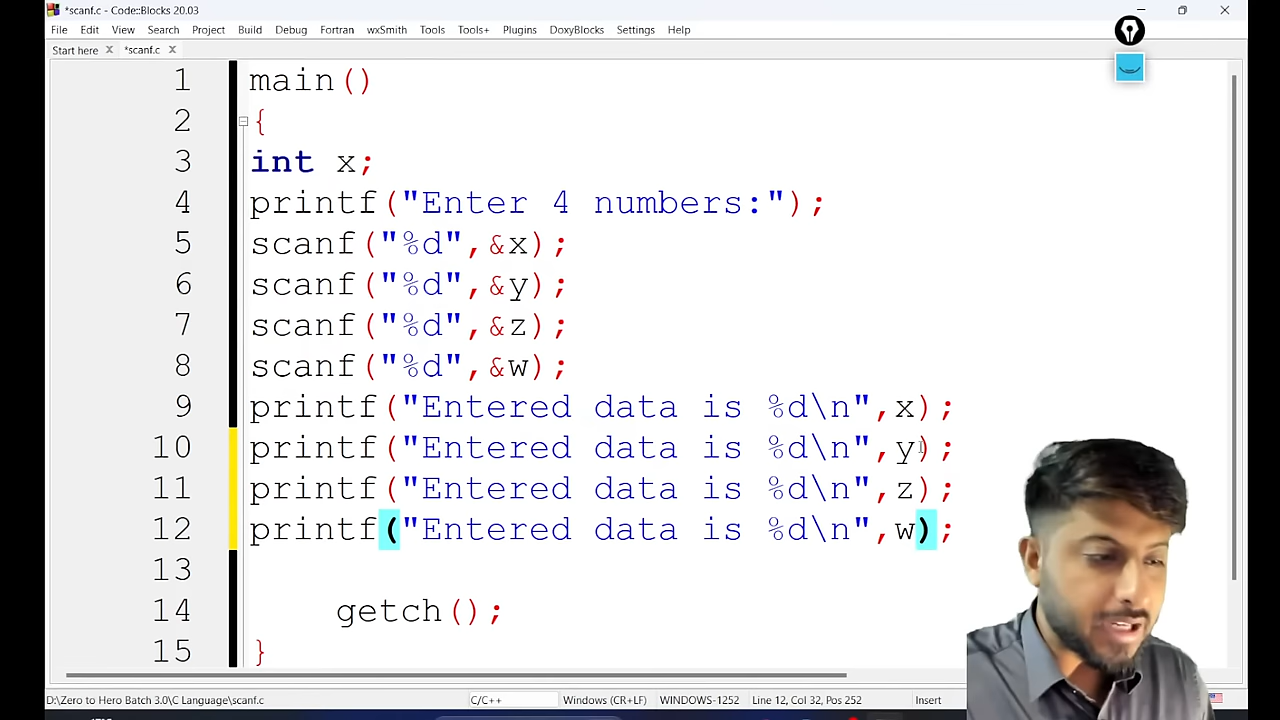 *scanf.c - Code::Blocks 20.03
File Edit View Search Project Build Debug Fortran wxSmith Tools Tools+ Plugins DoxyBlocks Settings Help
Start here *scanf.c
1 main()
2 {
3 int x;
4 printf("Enter 4 numbers:");
5 scanf("%d",&x);
6 scanf("%d",&y);
7 scanf("%d",&z);
8 scanf("%d",&w);
9 printf("Entered data is %d\n",x);
10 printf("Entered data is %d\n",y);
11 printf("Entered data is %d\n",z);
12 printf("Entered data is %d\n",w);
13
14 getch();
15 }
D:\Zero to Hero Batch 3.0\C Language\scanf.c C/C++ Windows (CR+LF) WINDOWS-1252 Line 12, Col 32, Pos 252 Insert